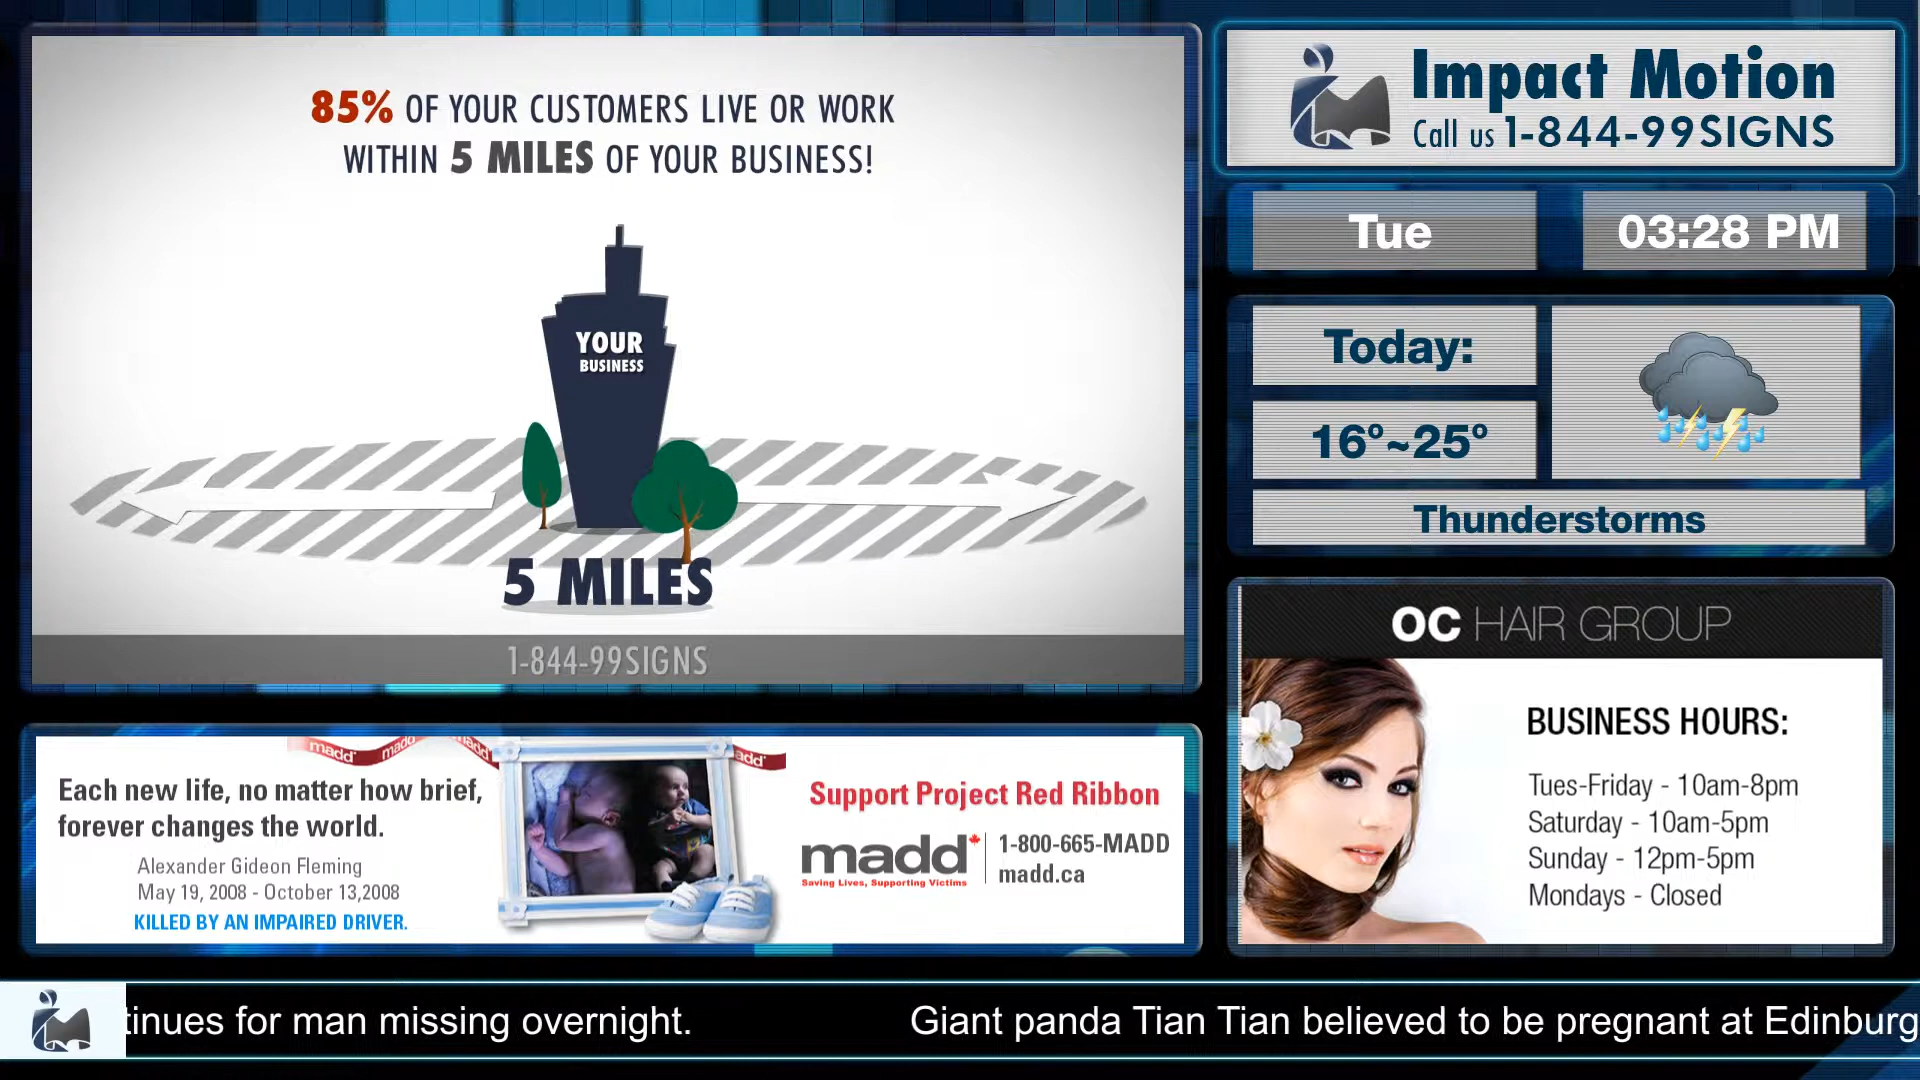 85% OF YOUR CUSTOMERS LIVE OR WORK
WITHIN 5 MILES OF YOUR BUSINESS!
YOUR
BUSINESS
5 MILES
1-844-99SIGNS
Impact Motion
Call us 1-844-99SIGNS
Tue
03:28 PM
Today:
16°~25°
Thunderstorms
OC HAIR GROUP
BUSINESS HOURS:
Tues-Friday - 10am-8pm
Saturday - 10am-5pm
Sunday - 12pm-5pm
Mondays - Closed
madd madd madd
Each new life, no matter how brief,
forever changes the world.
Alexander Gideon Fleming
May 19, 2008 - October 13,2008
KILLED BY AN IMPAIRED DRIVER.
Support Project Red Ribbon
madd
Saving Lives, Supporting Victims
1-800-665-MADD
madd.ca
tinues for man missing overnight.
Giant panda Tian Tian believed to be pregnant at Edinburg